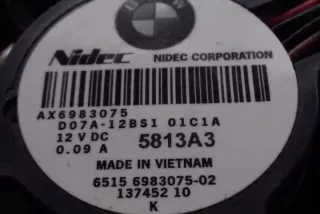 Nidec NIDEC CORPORATION
AX6983075
D07A-12BS1 01C1A
12 V DC
0.09 A 5813A3
MADE IN VIETNAM
6515 6983075-02
137452 10
K